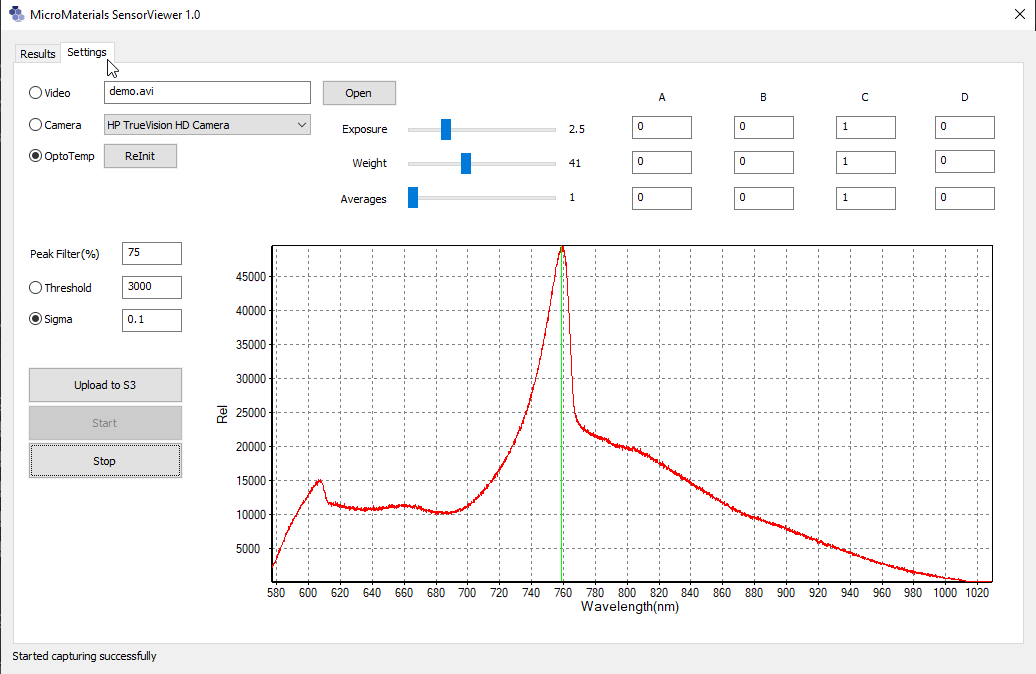 MicroMaterials SensorViewer 1.0
Results Settings
Video demo.avi Open
A B C D
Camera HP TrueVision HD Camera Exposure 2.5 0 0 1 0
OptoTemp ReInit Weight 41 0 0 1 0
Averages 1 0 0 1 0
Peak Filter(%) 75
Threshold 3000
Sigma 0.1
Upload to S3
Start
Stop
Rel
45000
40000
35000
30000
25000
20000
15000
10000
5000
580 600 620 640 660 680 700 720 740 760 780 800 820 840 860 880 900 920 940 960 980 1000 1020
Wavelength(nm)
Started capturing successfully